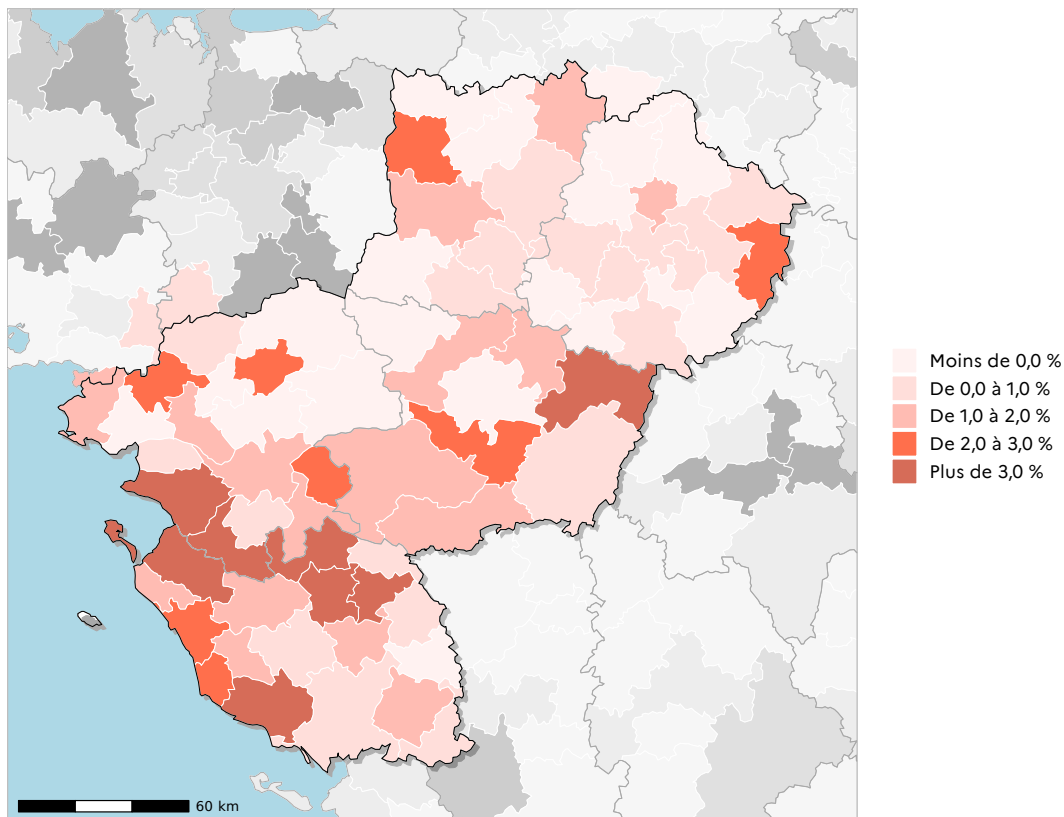 Moins de 0,0 %
De 0,0 à 1,0 %
De 1,0 à 2,0 %
De 2,0 à 3,0 %
Plus de 3,0 %
60 km